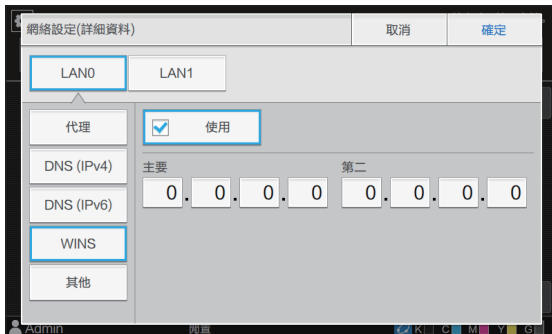 網絡設定(詳細資料)
取消
確定
LAN0
LAN1
代理
DNS (IPv4)
DNS (IPv6)
WINS
其他
使用
主要
第二
0.0.0.0
0.0.0.0
Admin
閒置
K
C
M
Y
G